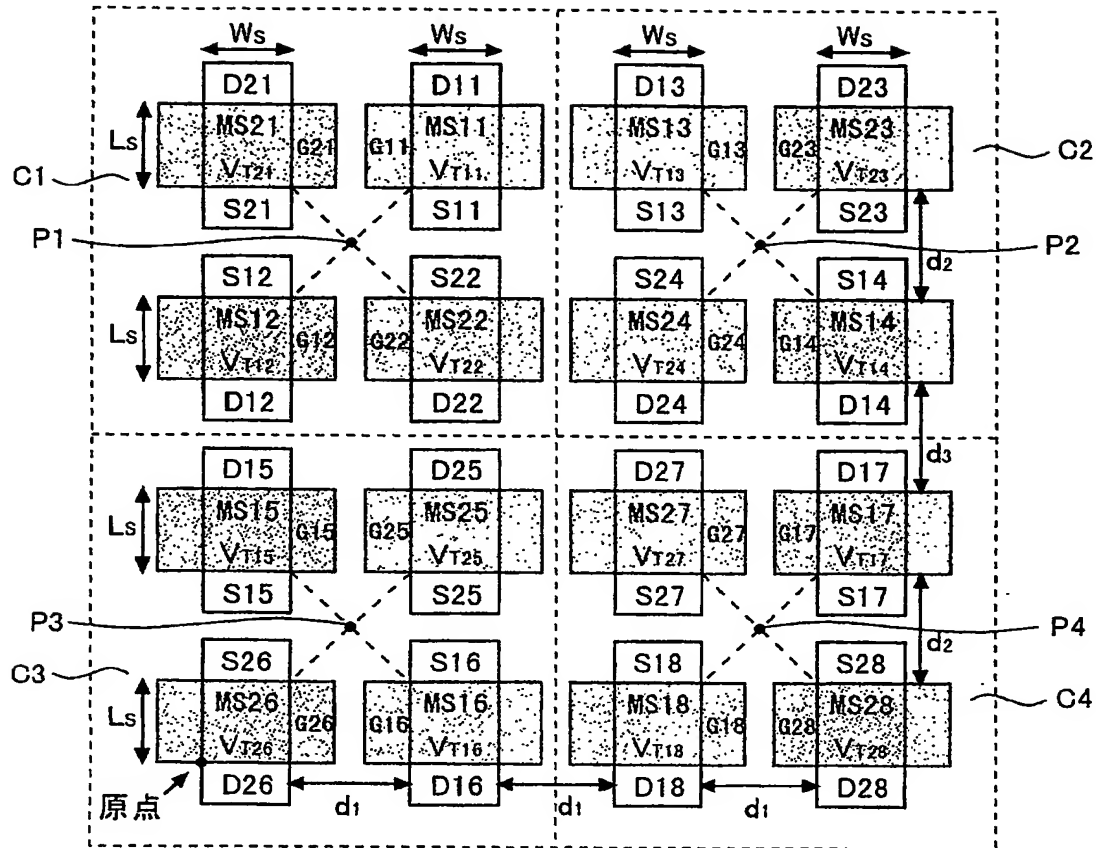 Ws Ws Ws Ws
D21 D11 D13 D23
Ls MS21 G21 G11 MS11 MS13 G13 G23 MS23 C2
C1 VT21 VT11 VT13 VT23
S21 S11 S13 S23
P1 P2
d2
S12 S22 S24 S14
Ls MS12 G12 G22 MS22 MS24 G24 G14 MS14
VT12 VT22 VT24 VT14
D12 D22 D24 D14
d3
D15 D25 D27 D17
Ls MS15 G15 G25 MS25 MS27 G27 G17 MS17
VT15 VT25 VT27 VT17
S15 S25 S27 S17
P3 P4
d2
S26 S16 S18 S28
C3 C4
Ls MS26 G26 G16 MS16 MS18 G18 G28 MS28
VT26 VT16 VT18 VT28
D26 D16 D18 D28
原点 d1 d1 d1